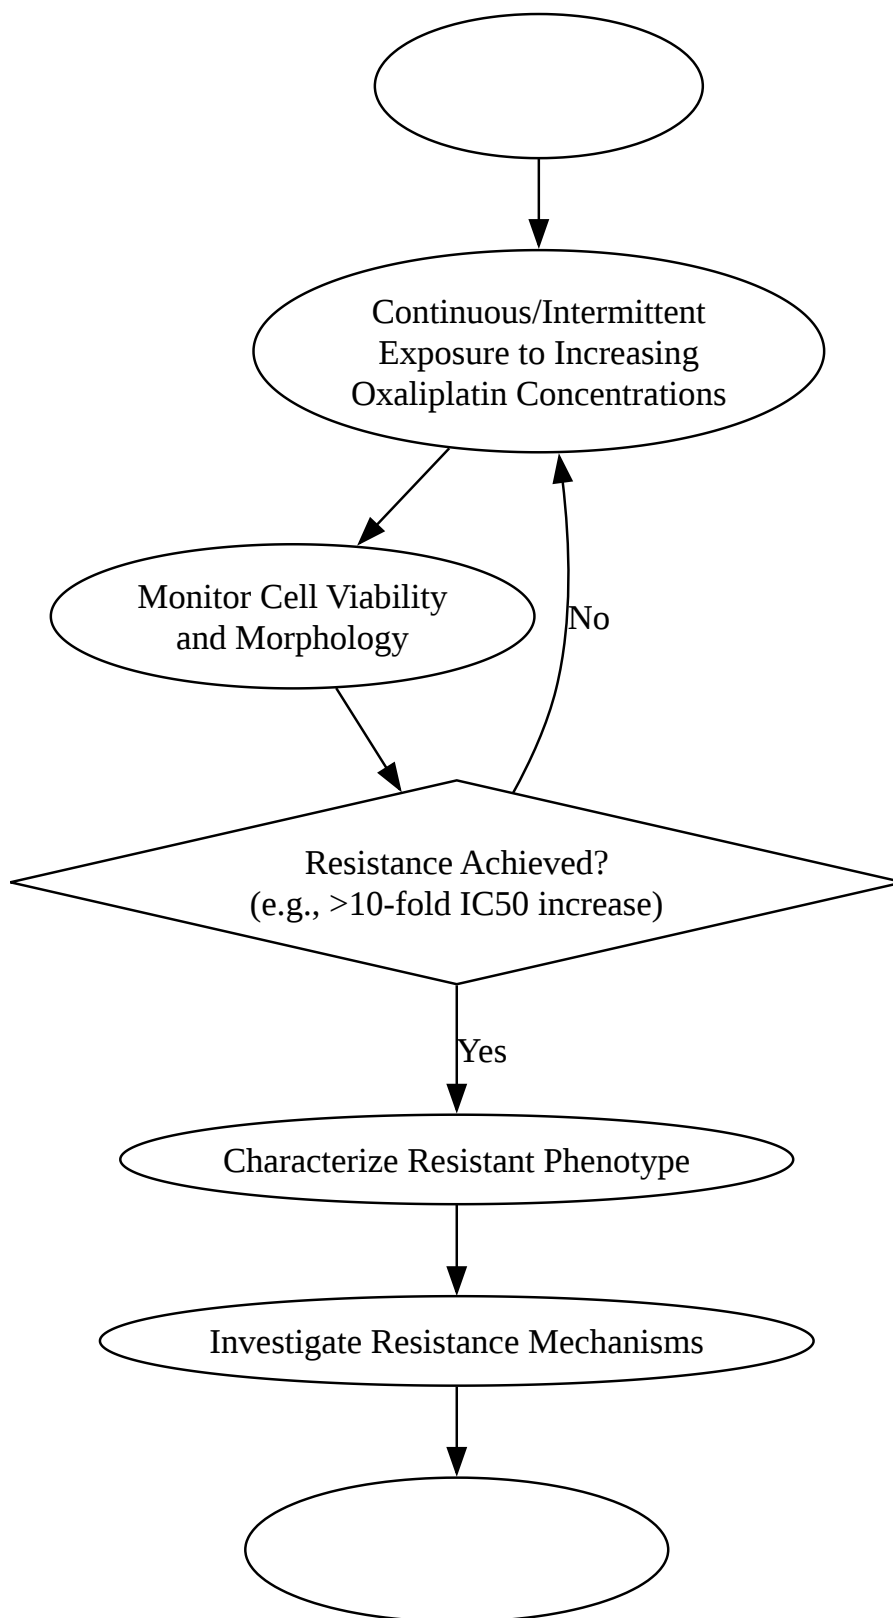 Continuous/Intermittent
Exposure to Increasing
Oxaliplatin Concentrations
Monitor Cell Viability
and Morphology
No
Resistance Achieved?
(e.g., >10-fold IC50 increase)
Yes
Characterize Resistant Phenotype
Investigate Resistance Mechanisms